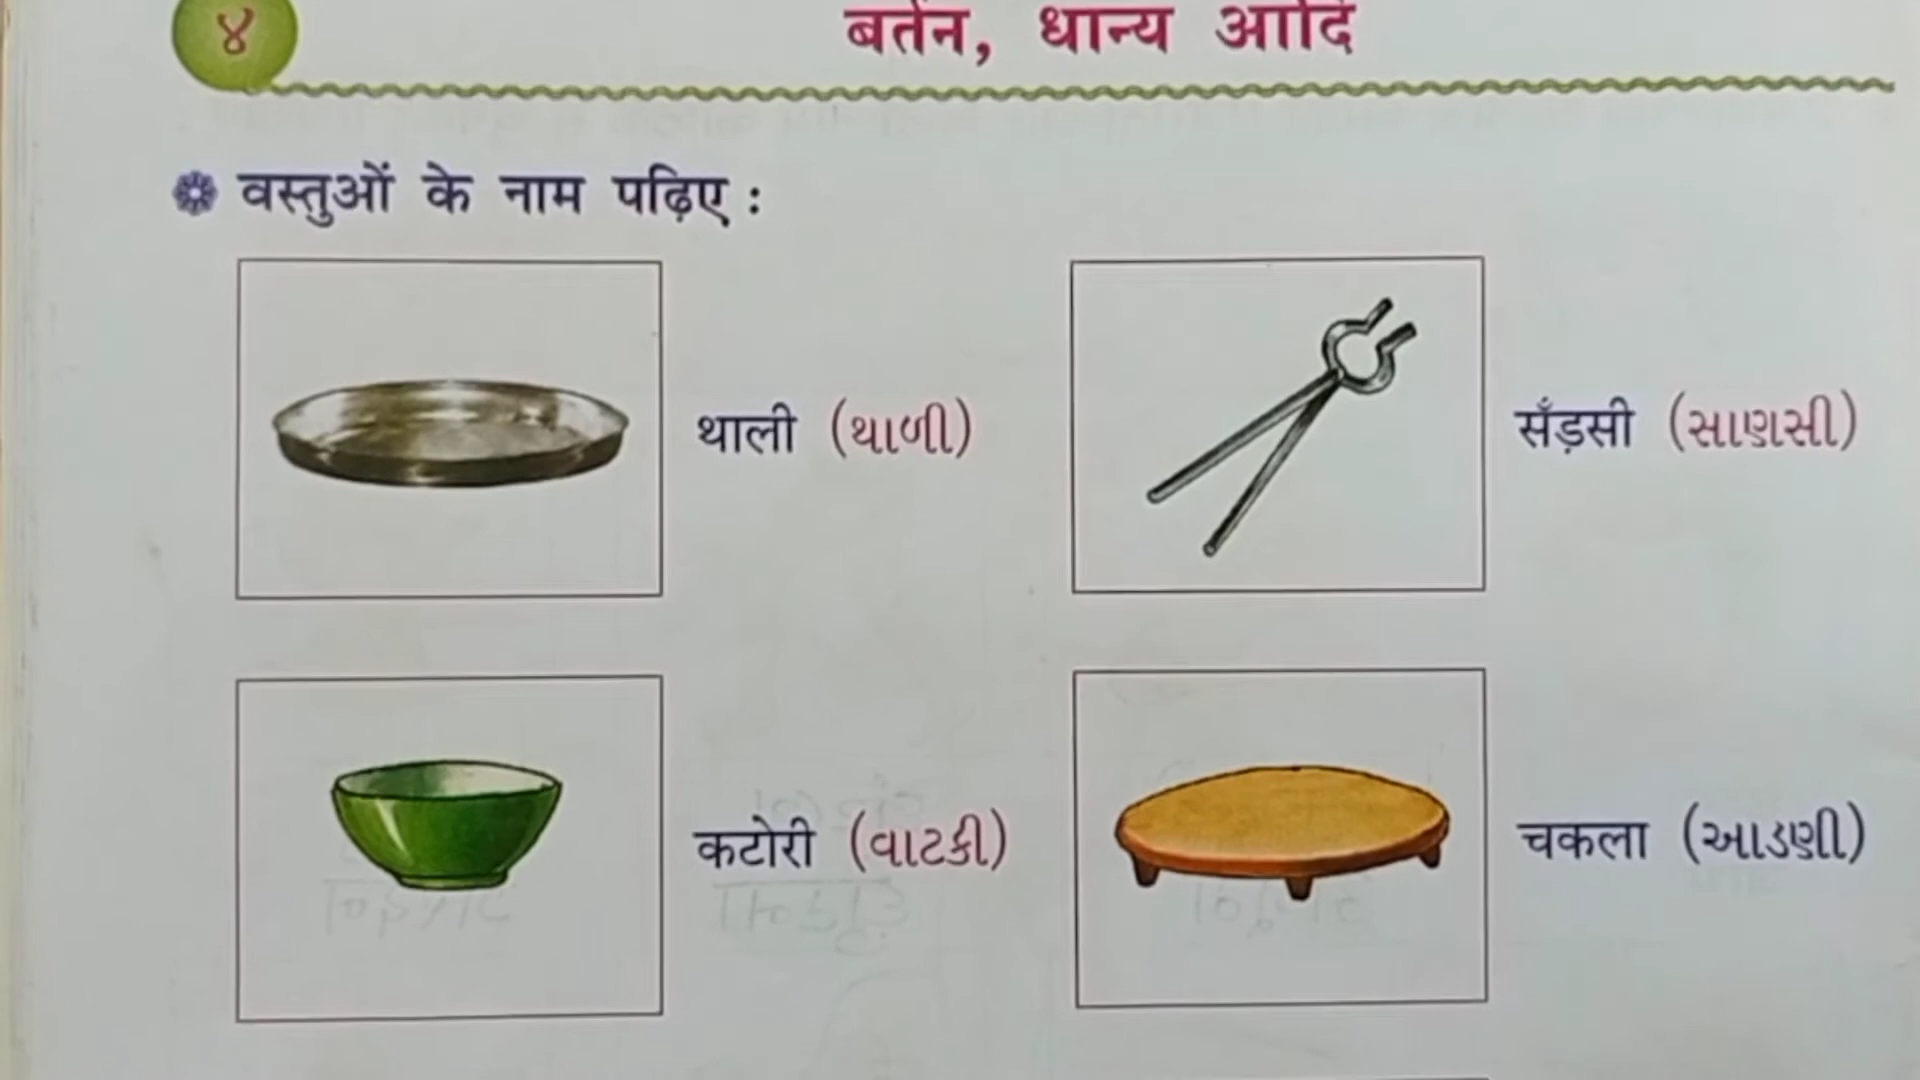 ४
बर्तन, धान्य आदि
वस्तुओं के नाम पढ़िए :
थाली (થાળી)
सँड़सी (સાણસી)
कटोरी (વાટકી)
चकला (આડણી)